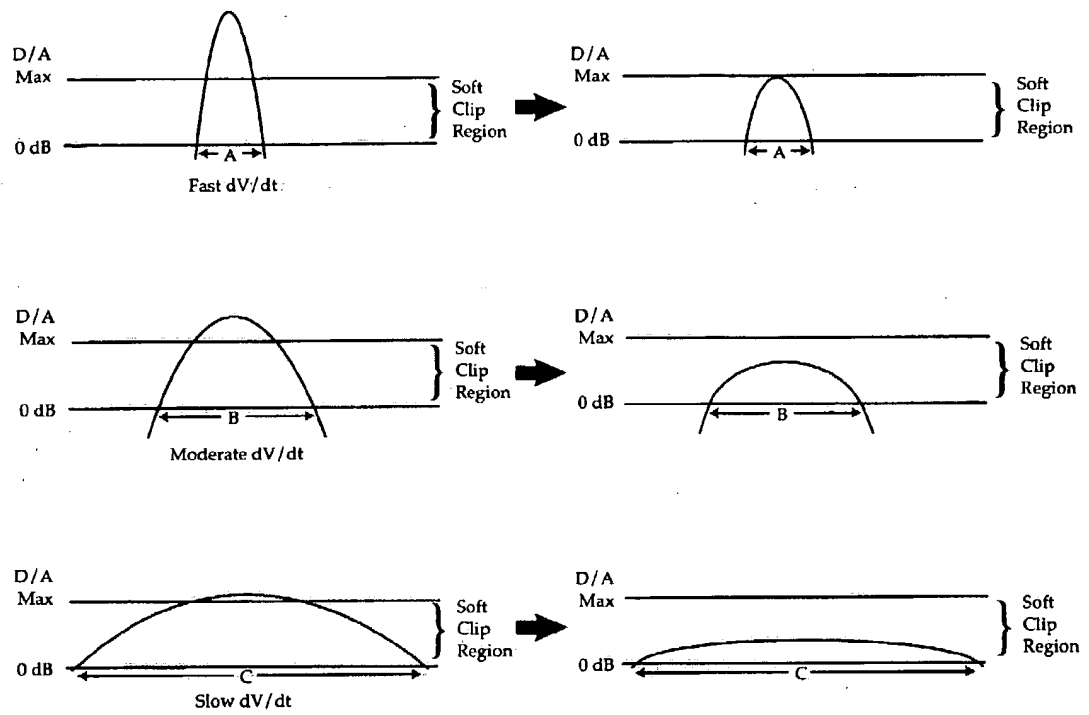 D/A
Max
Soft
Clip
Region
0 dB
A
Fast dV/dt
D/A
Max
Soft
Clip
Region
0 dB
A
D/A
Max
Soft
Clip
Region
0 dB
B
Moderate dV/dt
D/A
Max
Soft
Clip
Region
0 dB
B
D/A
Max
Soft
Clip
Region
0 dB
C
Slow dV/dt
D/A
Max
Soft
Clip
Region
0 dB
C